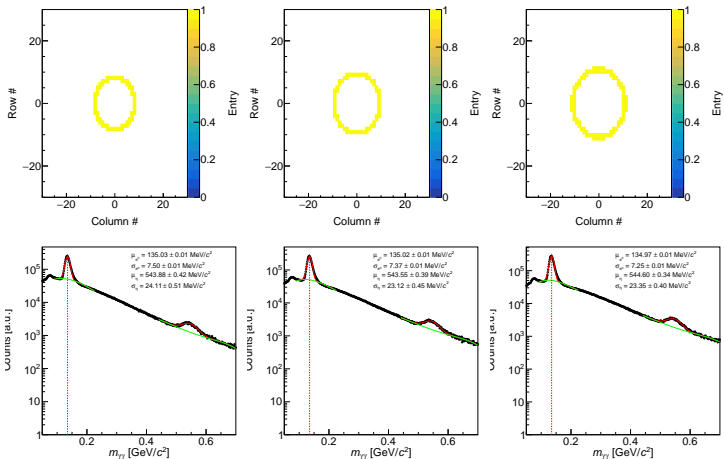 20
0
−20
Row #
−20 0 20
Column #
1
0.8
0.6
0.4
0.2
0
Entry
20
0
−20
Row #
−20 0 20
Column #
1
0.8
0.6
0.4
0.2
0
Entry
20
0
−20
Row #
−20 0 20
Column #
1
0.8
0.6
0.4
0.2
0
Entry
μπ⁰ = 135.03 ± 0.01 MeV/c²
σπ⁰ = 7.50 ± 0.01 MeV/c²
μη = 543.88 ± 0.42 MeV/c²
ση = 24.11 ± 0.51 MeV/c²
10⁵
10⁴
10³
10²
10
1
Counts [a.u.]
0.2 0.4 0.6
mγγ [GeV/c²]
μπ⁰ = 135.02 ± 0.01 MeV/c²
σπ⁰ = 7.37 ± 0.01 MeV/c²
μη = 543.55 ± 0.39 MeV/c²
ση = 23.12 ± 0.45 MeV/c²
10⁵
10⁴
10³
10²
10
1
Counts [a.u.]
0.2 0.4 0.6
mγγ [GeV/c²]
μπ⁰ = 134.97 ± 0.01 MeV/c²
σπ⁰ = 7.25 ± 0.01 MeV/c²
μη = 544.60 ± 0.34 MeV/c²
ση = 23.35 ± 0.40 MeV/c²
10⁵
10⁴
10³
10²
10
1
Counts [a.u.]
0.2 0.4 0.6
mγγ [GeV/c²]